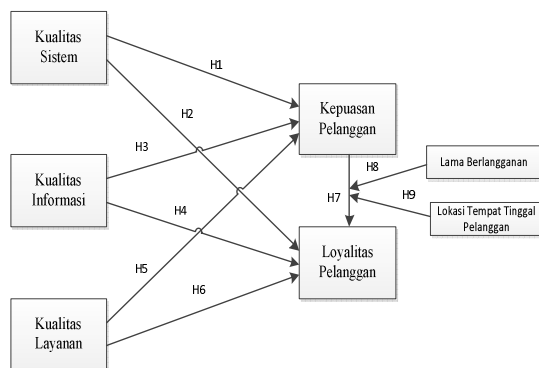 Kualitas
Sistem
H1
Kepuasan
Pelanggan
H2
H3
Kualitas
Informasi
H8
Lama Berlangganan
H7
H9
Lokasi Tempat Tinggal
Pelanggan
H4
Loyalitas
Pelanggan
H5
H6
Kualitas
Layanan